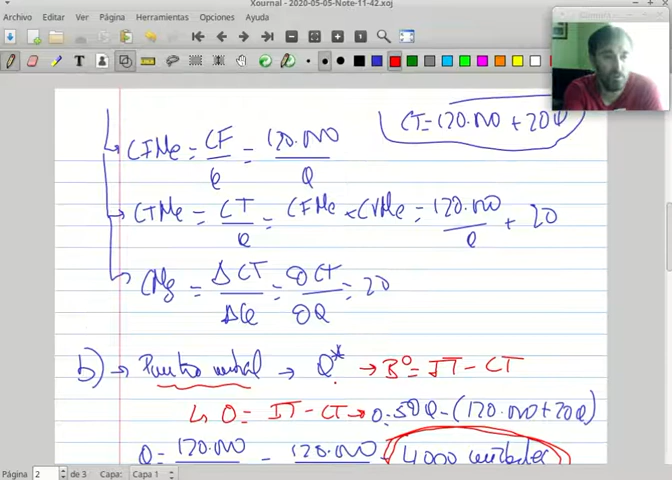 Xournal - 2020-05-05-Note-11-42.xoj
Archivo Editar Ver Página Herramientas Opciones Ayuda
CT = 120.000 + 20Q
CFMe = CF/Q = 120.000/Q
CTMe = CT/Q = CFMe + CVMe = 120.000/Q + 20
CMg = ΔCT/ΔQ = ∂CT/∂Q = 20
b) → Punto → Q* → Bº = IT - CT
↳ 0 = IT - CT → 0 = 50Q - (120.000 + 20Q)
Q = 120.000 = 120.000 = 4000 unidades
Página 2 de 3 Capa: Capa 1